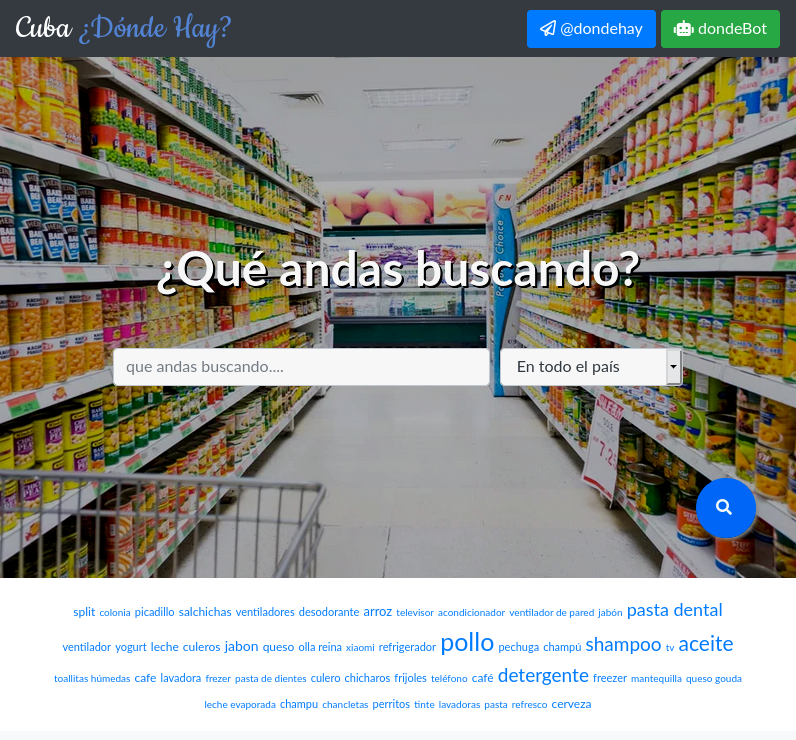 Cuba ¿Dónde Hay?
@dondehay
dondeBot
¿Qué andas buscando?
que andas buscando....
En todo el país
split colonia picadillo salchichas ventiladores desodorante arroz televisor acondicionador ventilador de pared jabón pasta dental
ventilador yogurt leche culeros jabon queso olla reina xiaomi refrigerador pollo pechuga champú shampoo tv aceite
toallitas húmedas cafe lavadora frezer pasta de dientes culero chicharos frijoles teléfono café detergente freezer mantequilla queso gouda
leche evaporada champu chancletas perritos tinte lavadoras pasta refresco cerveza